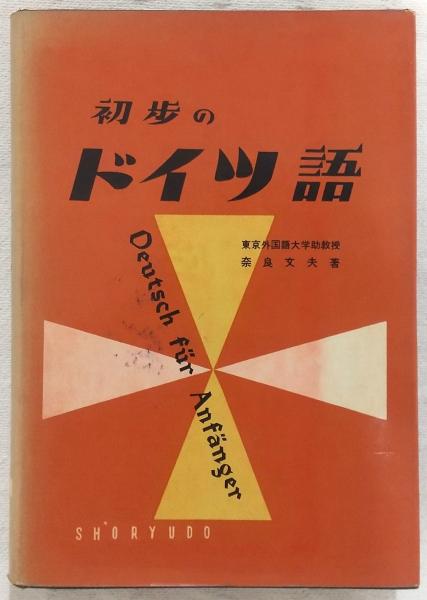 初歩の
ドイツ語
東京外国語大学助教授
奈良文夫著
Deutsch für Anfänger
SHORYUDO